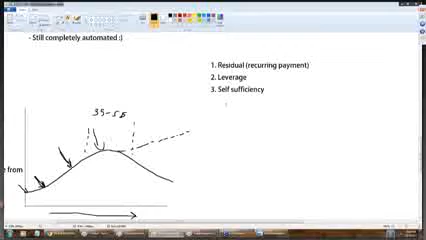 - Still completely automated :)
1. Residual (recurring payment)
2. Leverage
3. Self sufficiency
35-55
e from